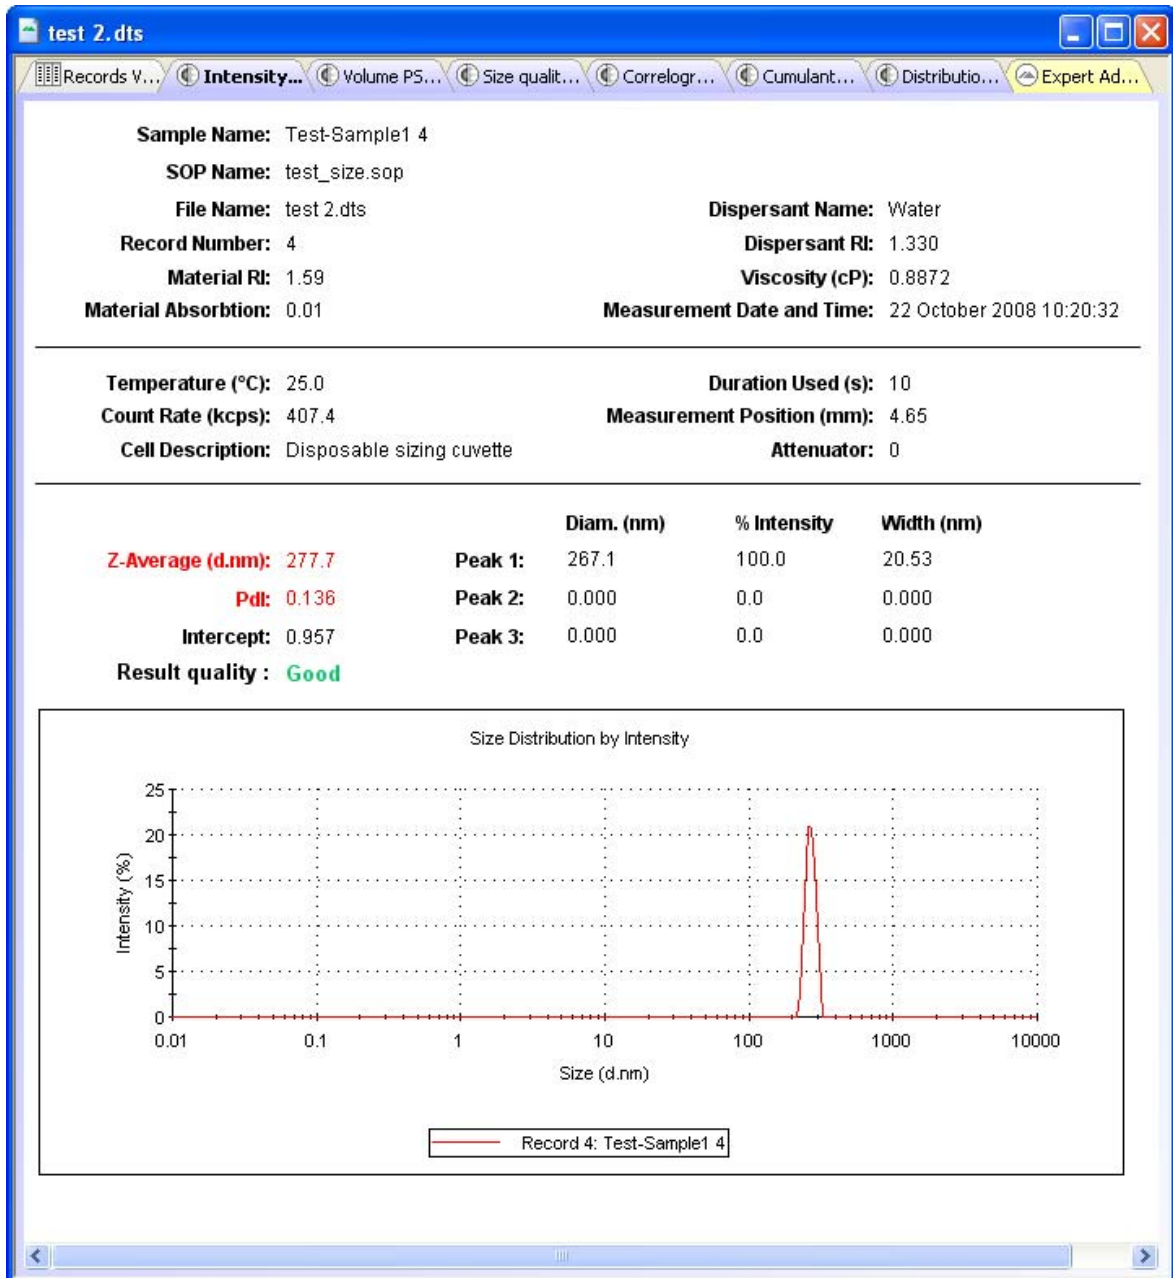 test 2.dts
Records V... Intensity... Volume PS... Size qualit... Correlogr... Cumulant... Distributio... Expert Ad...
Sample Name: Test-Sample1 4
SOP Name: test_size.sop
File Name: test 2.dts Dispersant Name: Water
Record Number: 4 Dispersant RI: 1.330
Material RI: 1.59 Viscosity (cP): 0.8872
Material Absorbtion: 0.01 Measurement Date and Time: 22 October 2008 10:20:32
Temperature (°C): 25.0 Duration Used (s): 10
Count Rate (kcps): 407.4 Measurement Position (mm): 4.65
Cell Description: Disposable sizing cuvette Attenuator: 0
Diam. (nm) % Intensity Width (nm)
Z-Average (d.nm): 277.7 Peak 1: 267.1 100.0 20.53
PdI: 0.136 Peak 2: 0.000 0.0 0.000
Intercept: 0.957 Peak 3: 0.000 0.0 0.000
Result quality : Good
Size Distribution by Intensity
25
20
15
10
5
0
Intensity (%)
0.01 0.1 1 10 100 1000 10000
Size (d.nm)
Record 4: Test-Sample1 4